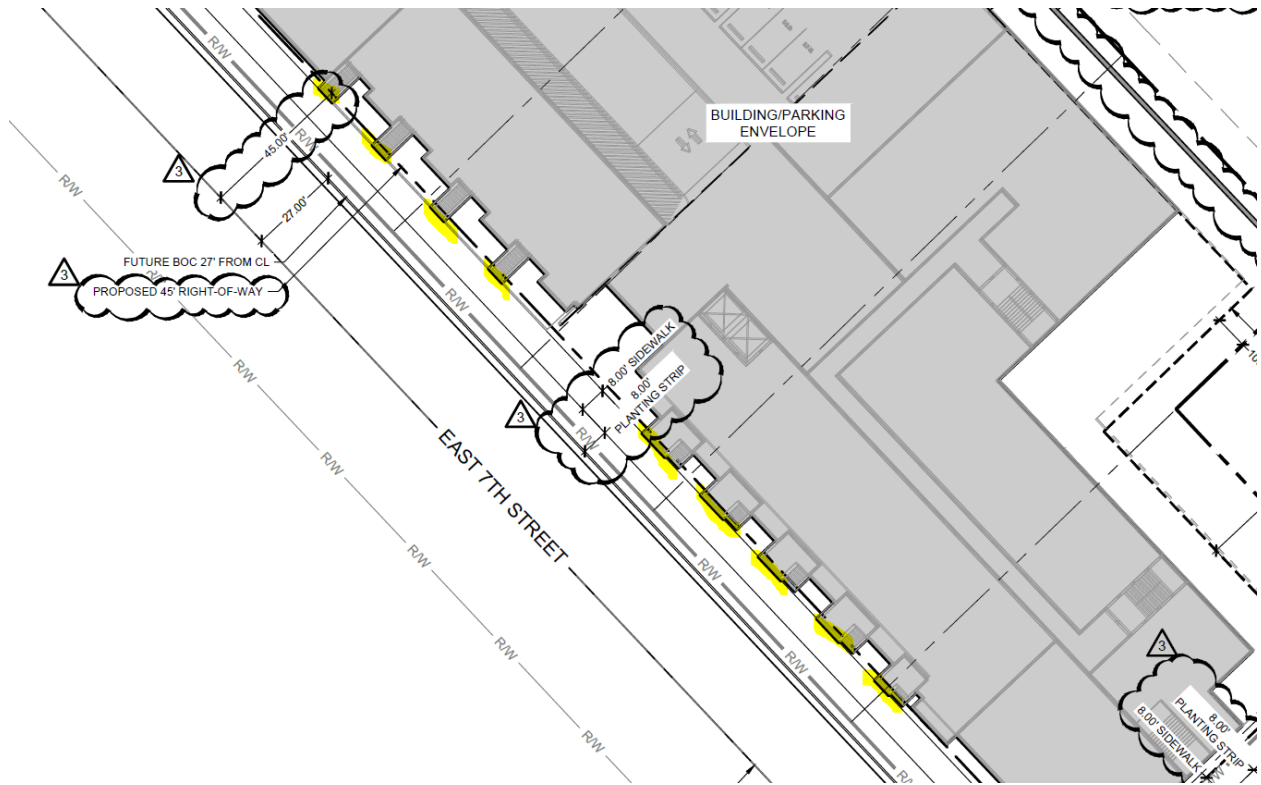 R/W
BUILDING/PARKING
ENVELOPE
45.00'
R/W
3
R/W
27.00'
FUTURE BOC 27' FROM CL
3
R/W
PROPOSED 45' RIGHT-OF-WAY
R/W
8.00' SIDEWALK
8.00'
PLANTING STRIP
3
R/W
R/W
EAST 7TH STREET
R/W
R/W
R/W
R/W
R/W
R/W
R/W
3
8.00'
PLANTING STRIP
8.00' SIDEWALK